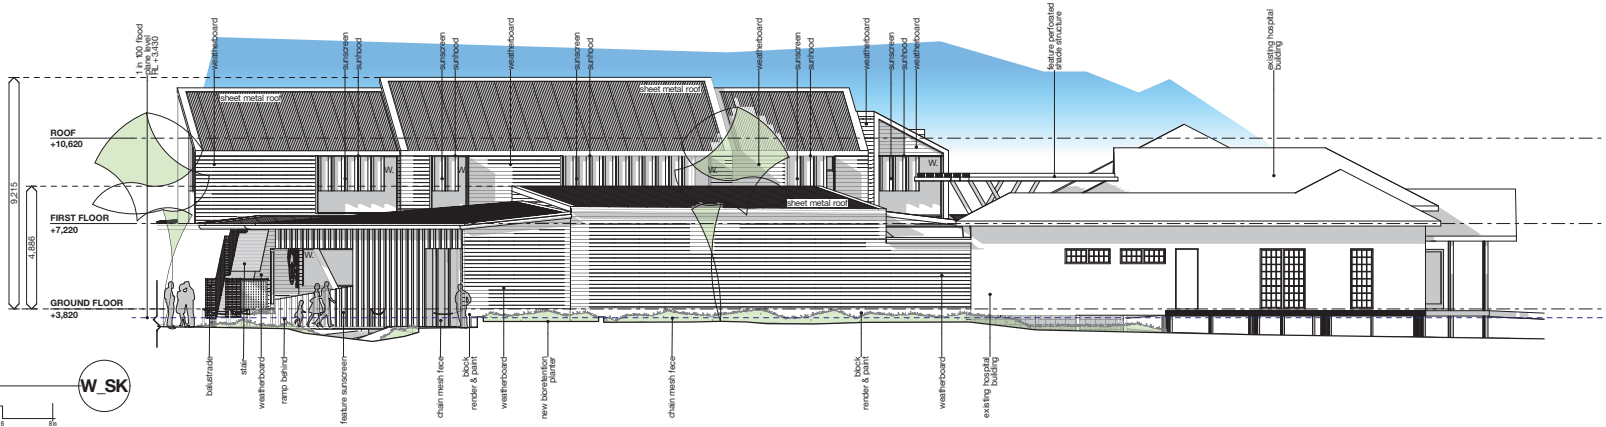 1 in 100 flood
plane level
RL +3.430
weatherboard
sunscreen
sunhood
sunscreen
sunhood
weatherboard
sunscreen
sunhood
weatherboard
sunscreen
sunhood
weatherboard
sunscreen
sunhood
weatherboard
feature perforated
shade structure
existing hospital
building
sheet metal roof
sheet metal roof
ROOF
+10,620
9,215
W.
W.
W.
W.
4,886
sheet metal roof
FIRST FLOOR
+7,220
W.
GROUND FLOOR
+3,820
balustrade
stair
weatherboard
ramp behind
feature sunscreen
chain mesh fece
block
render & paint
weatherboard
new bioretention
planter
chain mesh fece
block
render & paint
weatherboard
existing hospital
building
W_SK
6
8m